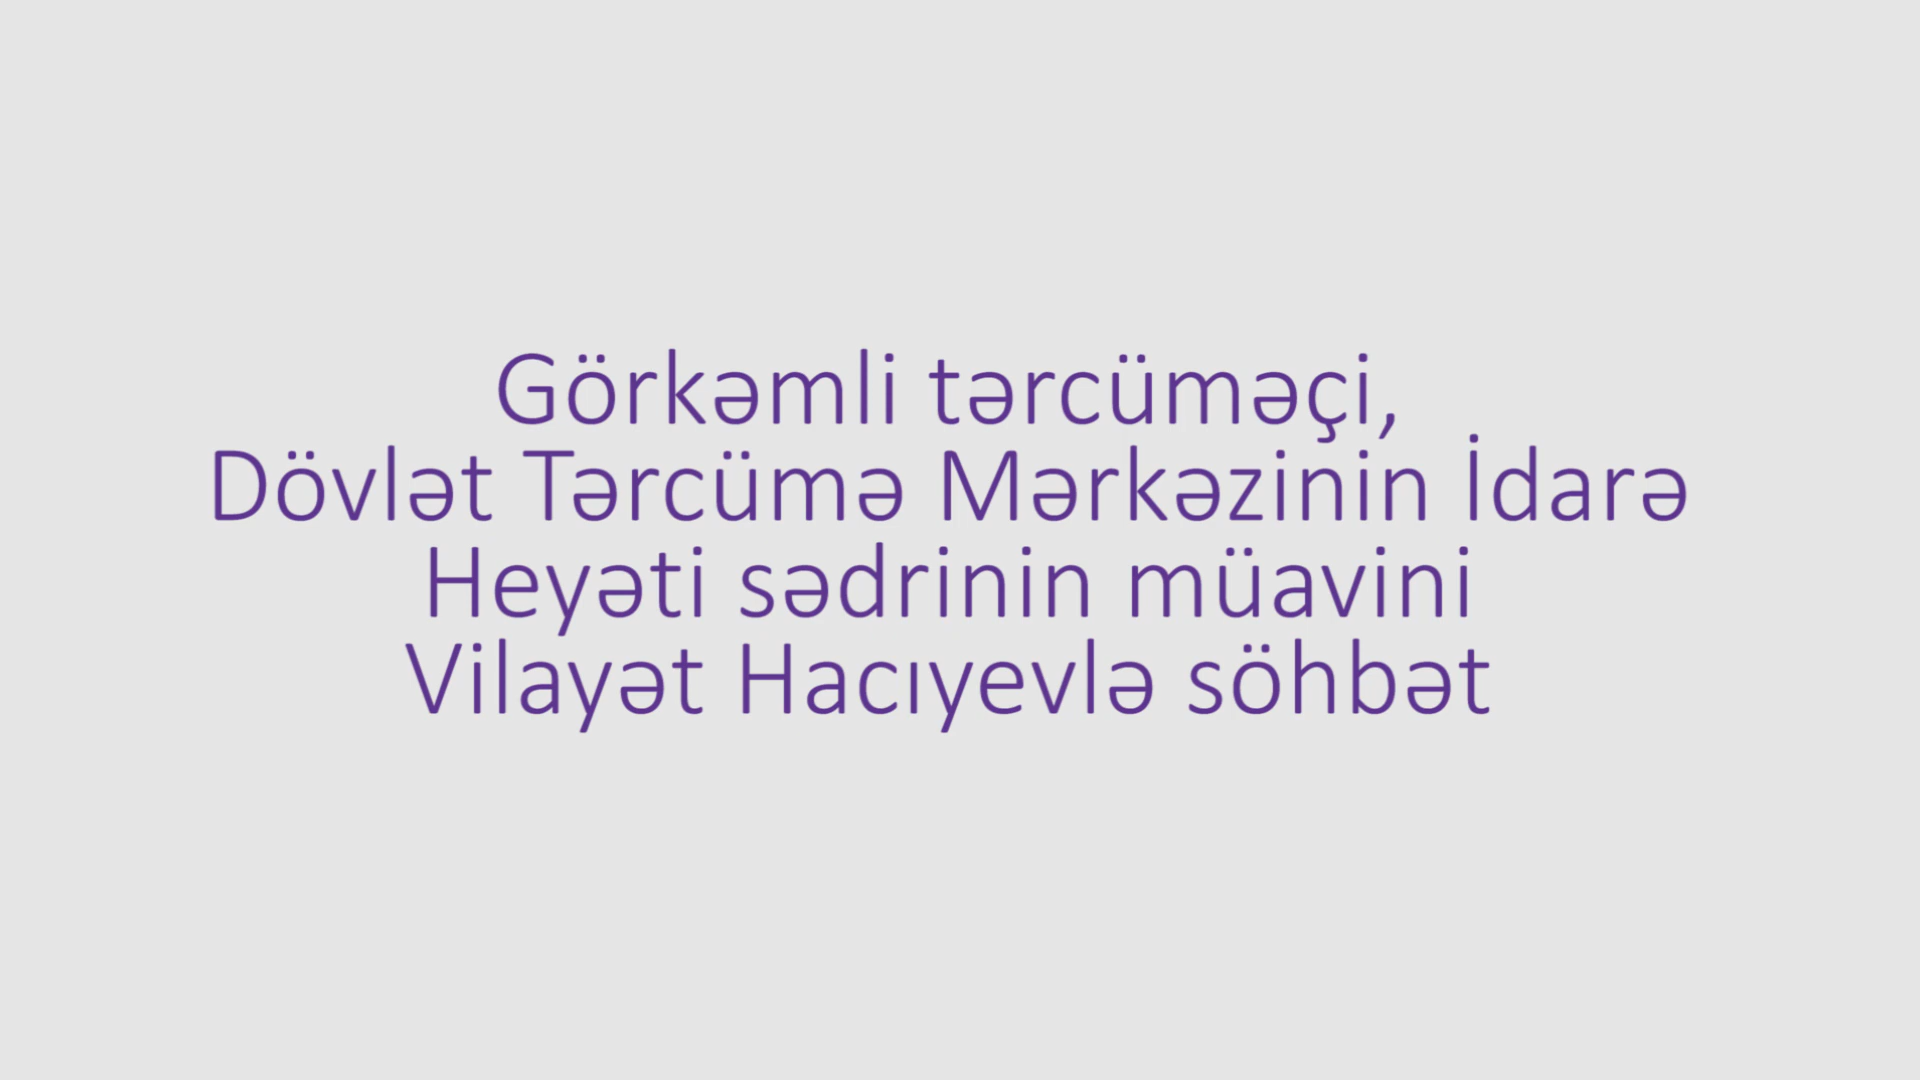 Görkəmli tərcüməçi,
Dövlət Tərcümə Mərkəzinin İdarə
Heyəti sədrinin müavini
Vilayət Hacıyevlə söhbət